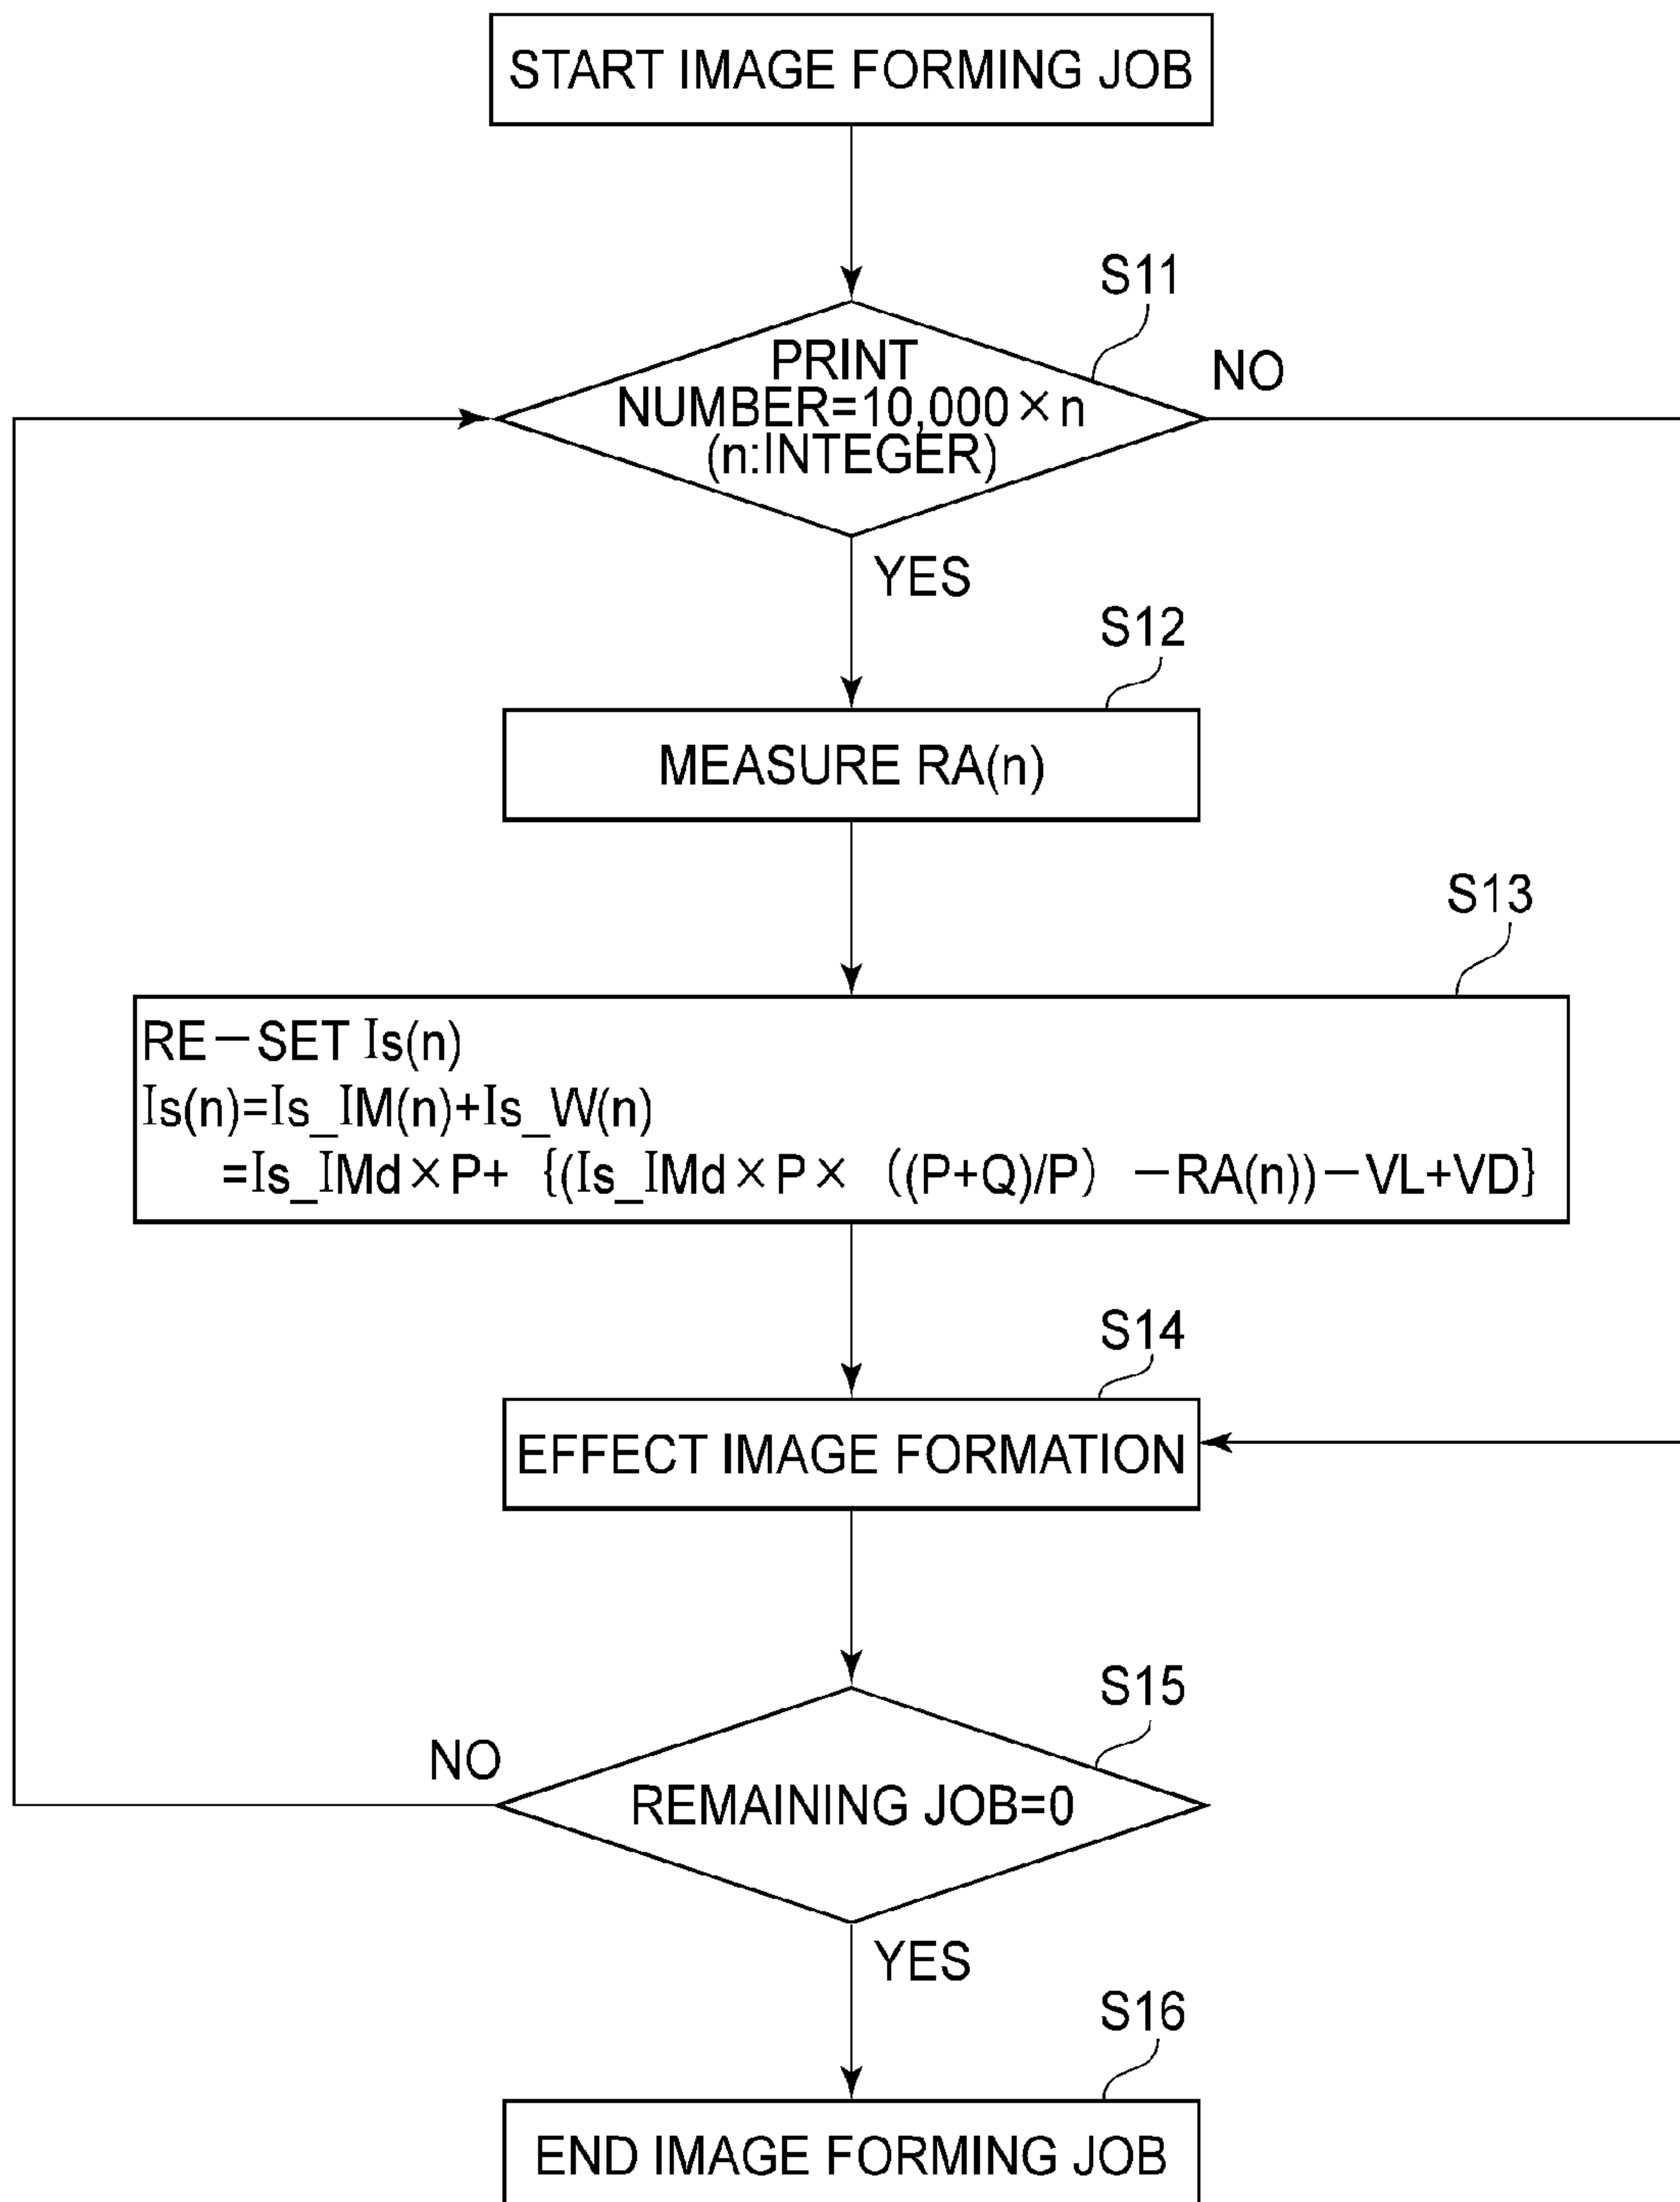 START IMAGE FORMING JOB
S11
PRINT
NUMBER=10,000×n
(n:INTEGER)
NO
YES
S12
MEASURE RA(n)
S13
RE−SET Is(n)
Is(n)=Is_IM(n)+Is_W(n)
=Is_IMd×P+ {(Is_IMd×P× ((P+Q)/P) −RA(n))−VL+VD}
S14
EFFECT IMAGE FORMATION
S15
NO
REMAINING JOB=0
YES
S16
END IMAGE FORMING JOB